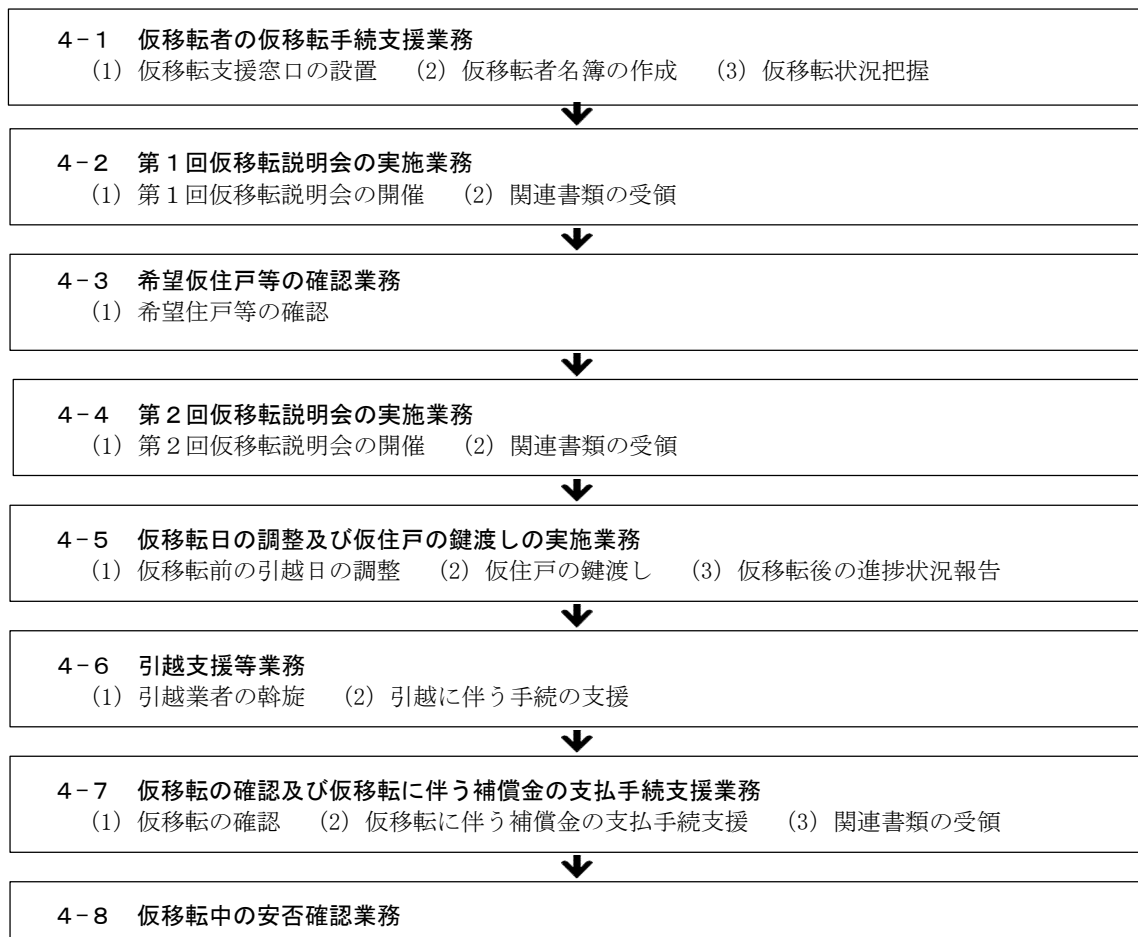 ４-１　仮移転者の仮移転手続支援業務
(1) 仮移転支援窓口の設置　(2) 仮移転者名簿の作成　(3) 仮移転状況把握
４-２　第１回仮移転説明会の実施業務
(1) 第１回仮移転説明会の開催　(2) 関連書類の受領
４-３　希望仮住戸等の確認業務
(1) 希望住戸等の確認
４-４　第２回仮移転説明会の実施業務
(1) 第２回仮移転説明会の開催　(2) 関連書類の受領
４-５　仮移転日の調整及び仮住戸の鍵渡しの実施業務
(1) 仮移転前の引越日の調整　(2) 仮住戸の鍵渡し　(3) 仮移転後の進捗状況報告
４-６　引越支援等業務
(1) 引越業者の斡旋　(2) 引越に伴う手続の支援
４-７　仮移転の確認及び仮移転に伴う補償金の支払手続支援業務
(1) 仮移転の確認　(2) 仮移転に伴う補償金の支払手続支援　(3) 関連書類の受領
４-８　仮移転中の安否確認業務